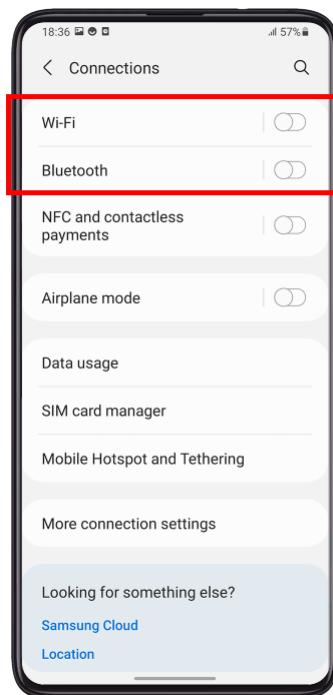 18:36 57%
Connections
Wi-Fi
Bluetooth
NFC and contactless
payments
Airplane mode
Data usage
SIM card manager
Mobile Hotspot and Tethering
More connection settings
Looking for something else?
Samsung Cloud
Location